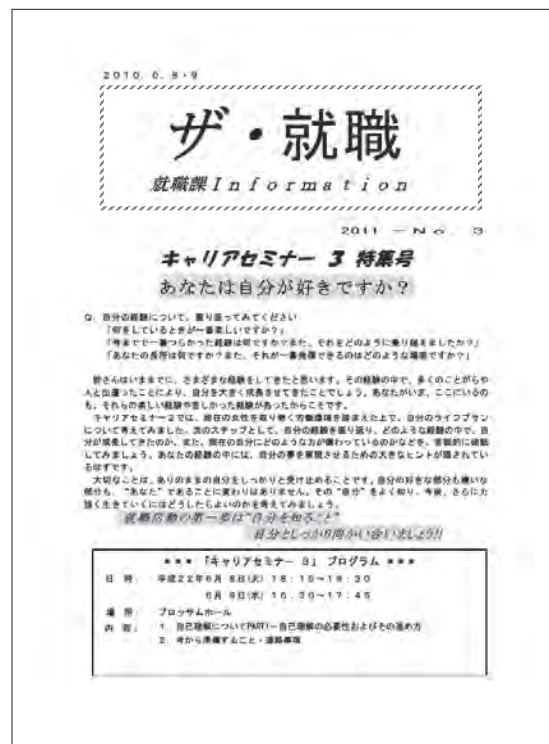 2010.6.8・9
ザ・就職
就職課Information
2011 －No. 3
キャリアセミナー 3 特集号
あなたは自分が好きですか？
Q. 自分の経験について、振り返ってみてください
「何をしているときが一番楽しいですか？」
「今までで一番つらかった経験は何ですか？また、それをどのように乗り越えましたか？」
「あなたの長所は何ですか？また、それが一番発揮できるのはどのような場面ですか？」
皆さんはいままでに、さまざまな経験をしてきたと思います。その経験の中で、多くのことがらや
人と出逢ったことにより、自分を大きく成長させてきたことでしょう。あなたがいま、ここにいるの
も、それらの楽しい経験や苦しかった経験があったからこそです。
キャリアセミナー2では、現在の女性を取り巻く労働環境を踏まえた上で、自分のライフプラン
について考えてみました。次のステップとして、自分の経験を振り返り、どのような経験の中で、自
分が成長してきたのか、また、現在の自分にどのような力が備わっているのかなどを、客観的に確認
してみましょう。あなたの経験の中には、自分の夢を実現させるための大きなヒントが隠されてい
るはずです。
大切なことは、ありのままの自分をしっかりと受け止めることです。自分の好きな部分も嫌いな
部分も、“あなた”であることに変わりはありません。その“自分”をよく知り、今後、さらに力
強く生きていくにはどうしたらよいのかを考えてみましょう。
就職活動の第一歩は“自分を知ること”
自分としっかり向かい合いましょう!!
＊＊＊ 「キャリアセミナー 3」 プログラム ＊＊＊
日 時： 平成22年6月 8日(火) 18:15～19:30
6月 9日(水) 16:30～17:45
場 所： ブロッサムホール
内 容： 1. 自己理解についてPART1－自己理解の必要性およびその進め方
2. 今から準備すること・連絡事項